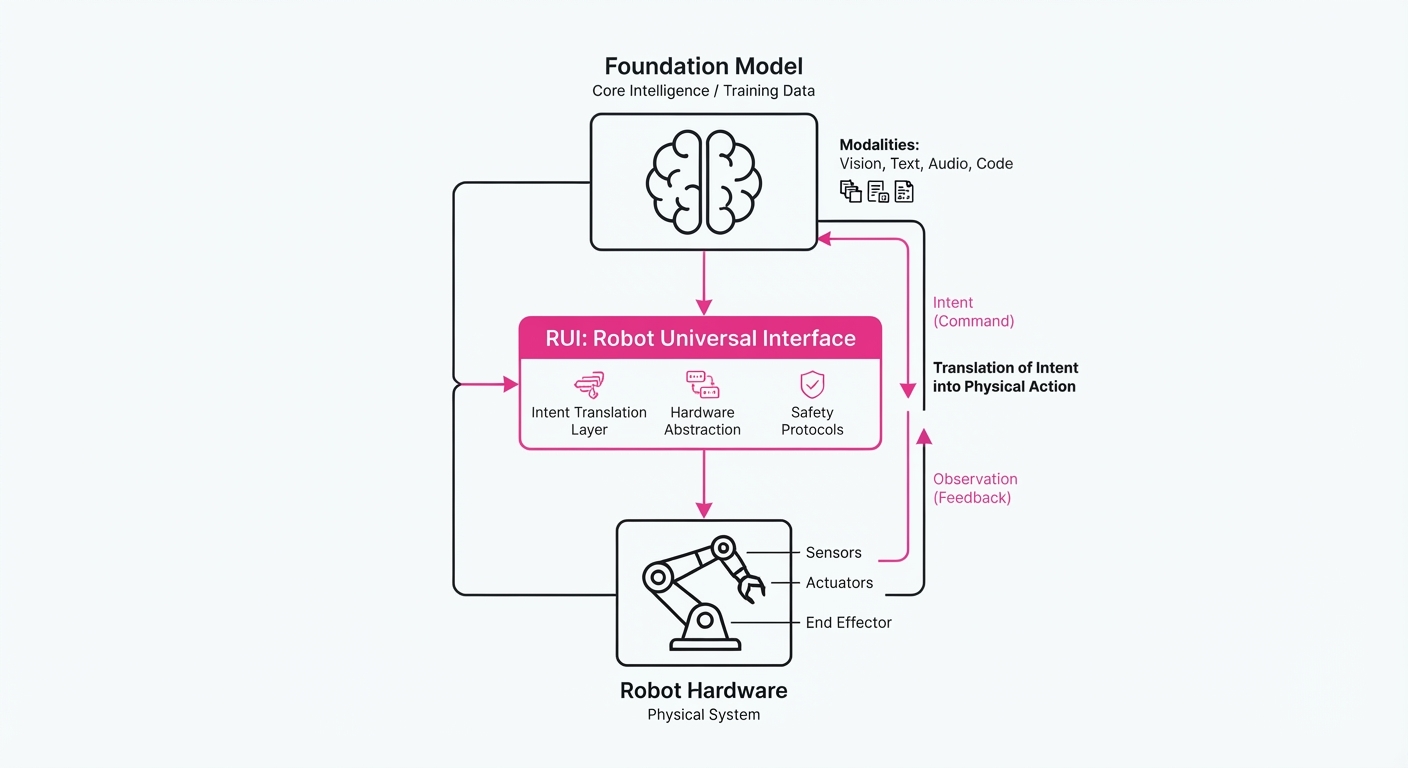 Foundation Model
Core Intelligence / Training Data
Modalities:
Vision, Text, Audio, Code
Intent
(Command)
RUI: Robot Universal Interface
Intent Translation
Layer
Hardware
Abstraction
Safety
Protocols
Translation of Intent
into Physical Action
Observation
(Feedback)
Sensors
Actuators
End Effector
Robot Hardware
Physical System